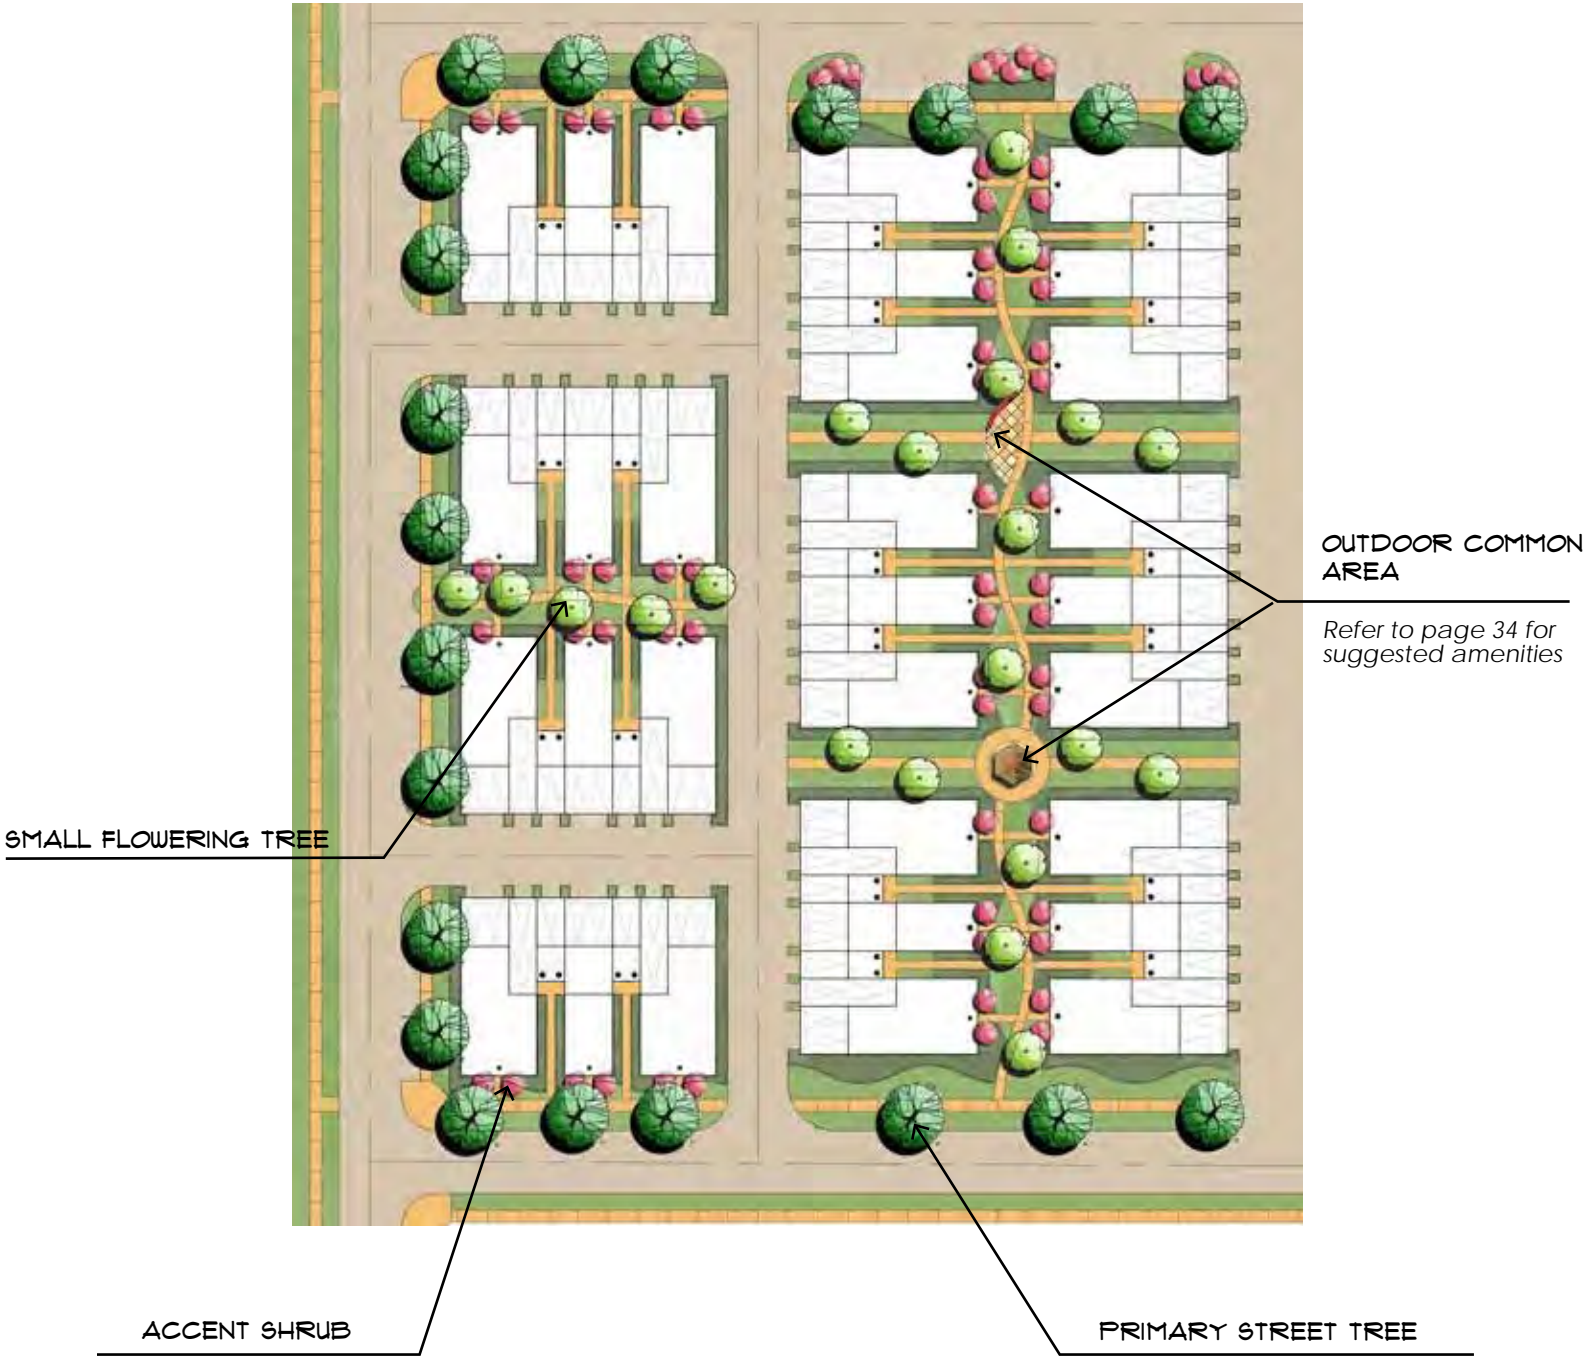 OUTDOOR COMMON
AREA
Refer to page 34 for
suggested amenities
SMALL FLOWERING TREE
ACCENT SHRUB
PRIMARY STREET TREE